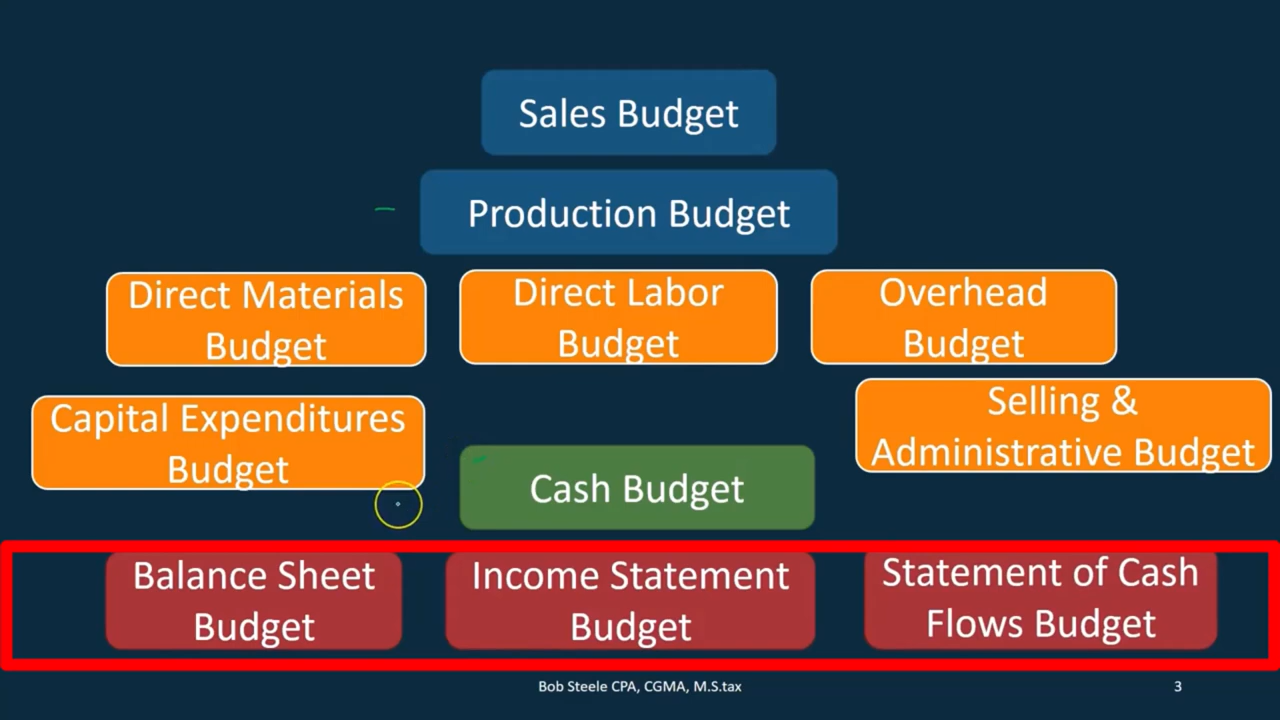 Sales Budget
Production Budget
Direct Materials
Budget
Direct Labor
Budget
Overhead
Budget
Capital Expenditures
Budget
Selling &
Administrative Budget
Cash Budget
Balance Sheet
Budget
Income Statement
Budget
Statement of Cash
Flows Budget
Bob Steele CPA, CGMA, M.S.tax
3